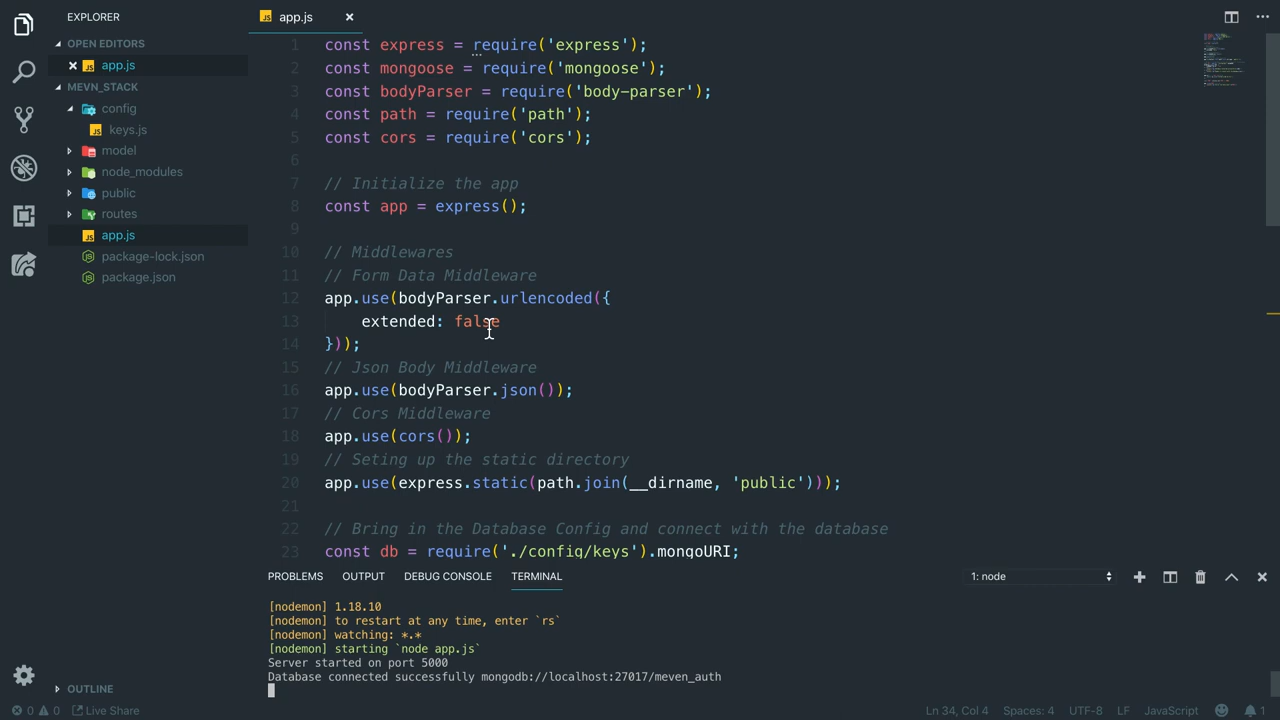 EXPLORER
OPEN EDITORS
app.js
MEVN_STACK
config
keys.js
model
node_modules
public
routes
app.js
package-lock.json
package.json
OUTLINE
app.js
1 const express = require('express');
2 const mongoose = require('mongoose');
3 const bodyParser = require('body-parser');
4 const path = require('path');
5 const cors = require('cors');
6
7 // Initialize the app
8 const app = express();
9
10 // Middlewares
11 // Form Data Middleware
12 app.use(bodyParser.urlencoded({
13 extended: false
14 }));
15 // Json Body Middleware
16 app.use(bodyParser.json());
17 // Cors Middleware
18 app.use(cors());
19 // Seting up the static directory
20 app.use(express.static(path.join(__dirname, 'public')));
21
22 // Bring in the Database Config and connect with the database
23 const db = require('./config/keys').mongoURI;
PROBLEMS OUTPUT DEBUG CONSOLE TERMINAL 1: node
[nodemon] 1.18.10
[nodemon] to restart at any time, enter `rs`
[nodemon] watching: *.*
[nodemon] starting `node app.js`
Server started on port 5000
Database connected successfully mongodb://localhost:27017/meven_auth
0 0 Live Share Ln 34, Col 4 Spaces: 4 UTF-8 LF JavaScript 1